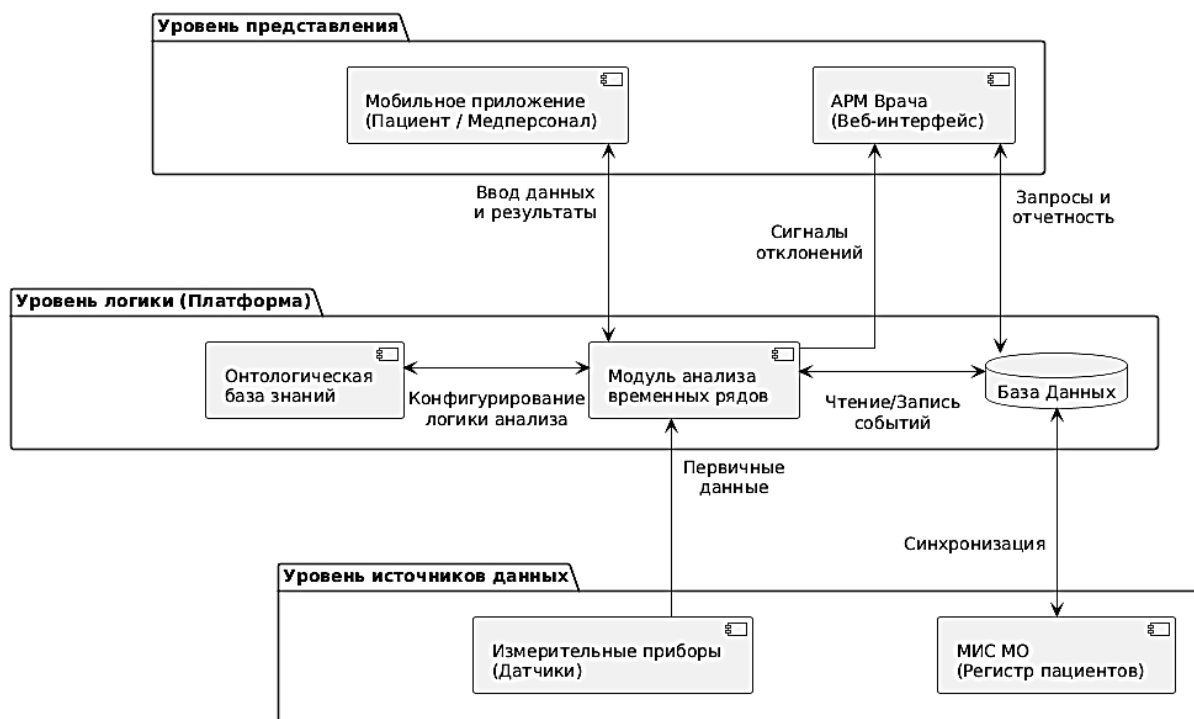 Уровень представления
Мобильное приложение
(Пациент / Медперсонал)
АРМ Врача
(Веб-интерфейс)
Ввод данных
и результаты
Сигналы
отклонений
Запросы и
отчетность
Уровень логики (Платформа)
Онтологическая
база знаний
Конфигурирование
логики анализа
Модуль анализа
временных рядов
Чтение/Запись
событий
База Данных
Первичные
данные
Синхронизация
Уровень источников данных
Измерительные приборы
(Датчики)
МИС МО
(Регистр пациентов)